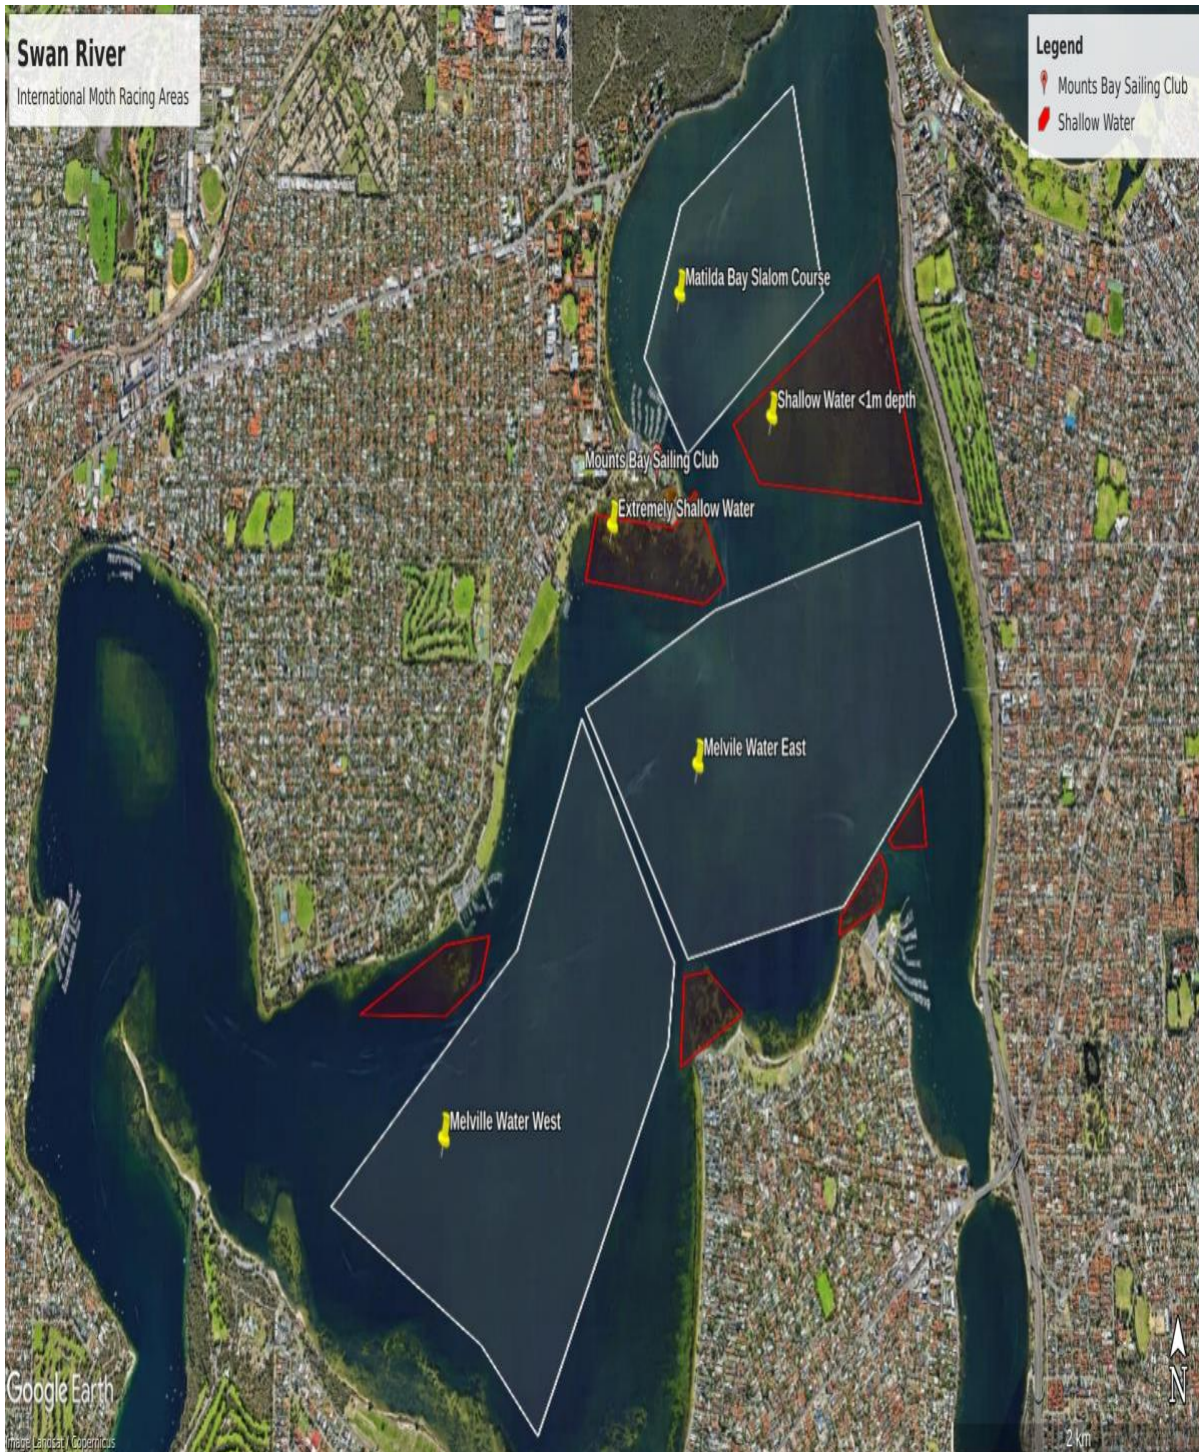 Swan River
International Moth Racing Areas
Legend
Mounts Bay Sailing Club
Shallow Water
Matilda Bay Slalom Course
Shallow Water <1m depth
Mounts Bay Sailing Club
Extremely Shallow Water
Melvile Water East
Melville Water West
Google Earth
Image Landsat / Copernicus
N
2 km